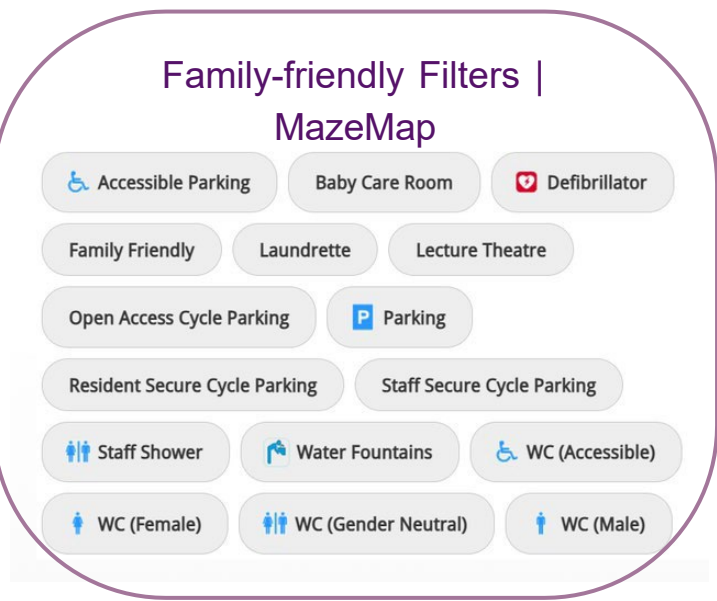 Family-friendly Filters |
MazeMap
Accessible Parking Baby Care Room Defibrillator
Family Friendly Laundrette Lecture Theatre
Open Access Cycle Parking P Parking
Resident Secure Cycle Parking Staff Secure Cycle Parking
Staff Shower Water Fountains WC (Accessible)
WC (Female) WC (Gender Neutral) WC (Male)